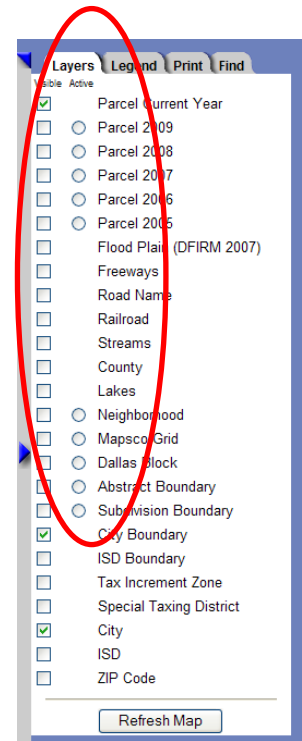 Layers Legend Print Find
Visible Active
Parcel Current Year
Parcel 2009
Parcel 2008
Parcel 2007
Parcel 2006
Parcel 2005
Flood Plain (DFIRM 2007)
Freeways
Road Name
Railroad
Streams
County
Lakes
Neighborhood
Mapsco Grid
Dallas Block
Abstract Boundary
Subdivision Boundary
City Boundary
ISD Boundary
Tax Increment Zone
Special Taxing District
City
ISD
ZIP Code
Refresh Map